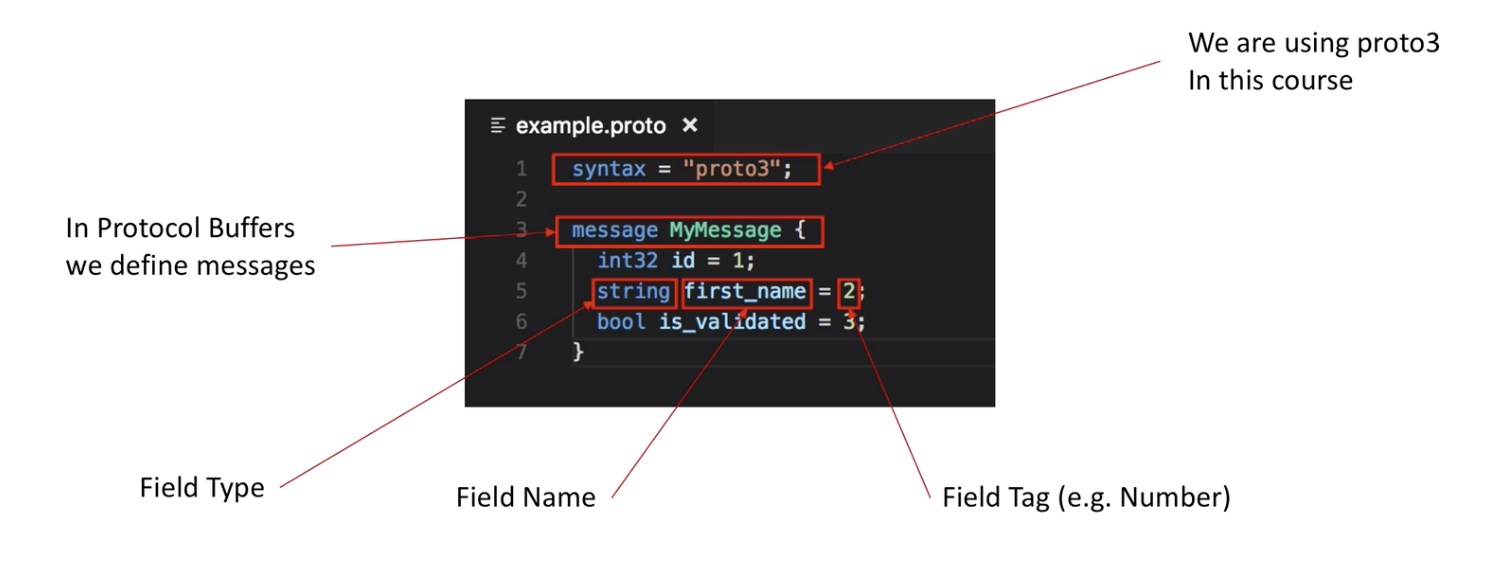 We are using proto3
In this course
example.proto ×
1 syntax = "proto3";
2
In Protocol Buffers
we define messages
3 message MyMessage {
4 int32 id = 1;
5 string first_name = 2;
6 bool is_validated = 3;
7 }
Field Type
Field Name
Field Tag (e.g. Number)